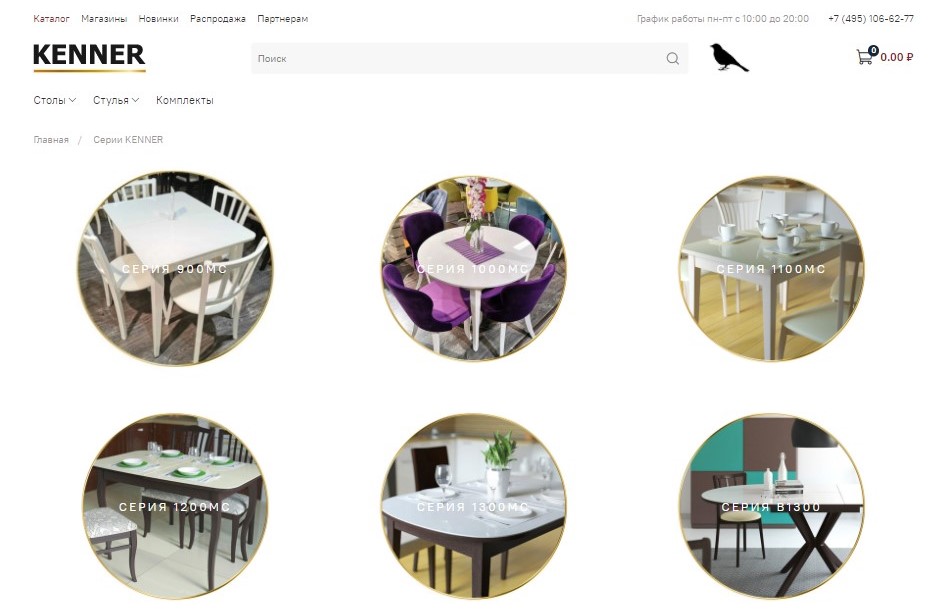 Каталог Магазины Новинки Распродажа Партнерам График работы пн-пт с 10:00 до 20:00 +7 (495) 106-62-77
KENNER Поиск 0 0.00 ₽
Столы Стулья Комплекты
Главная / Серии KENNER
СЕРИЯ 900МС СЕРИЯ 1000МС СЕРИЯ 1100МС
СЕРИЯ 1200МС СЕРИЯ 1300МС СЕРИЯ B1300